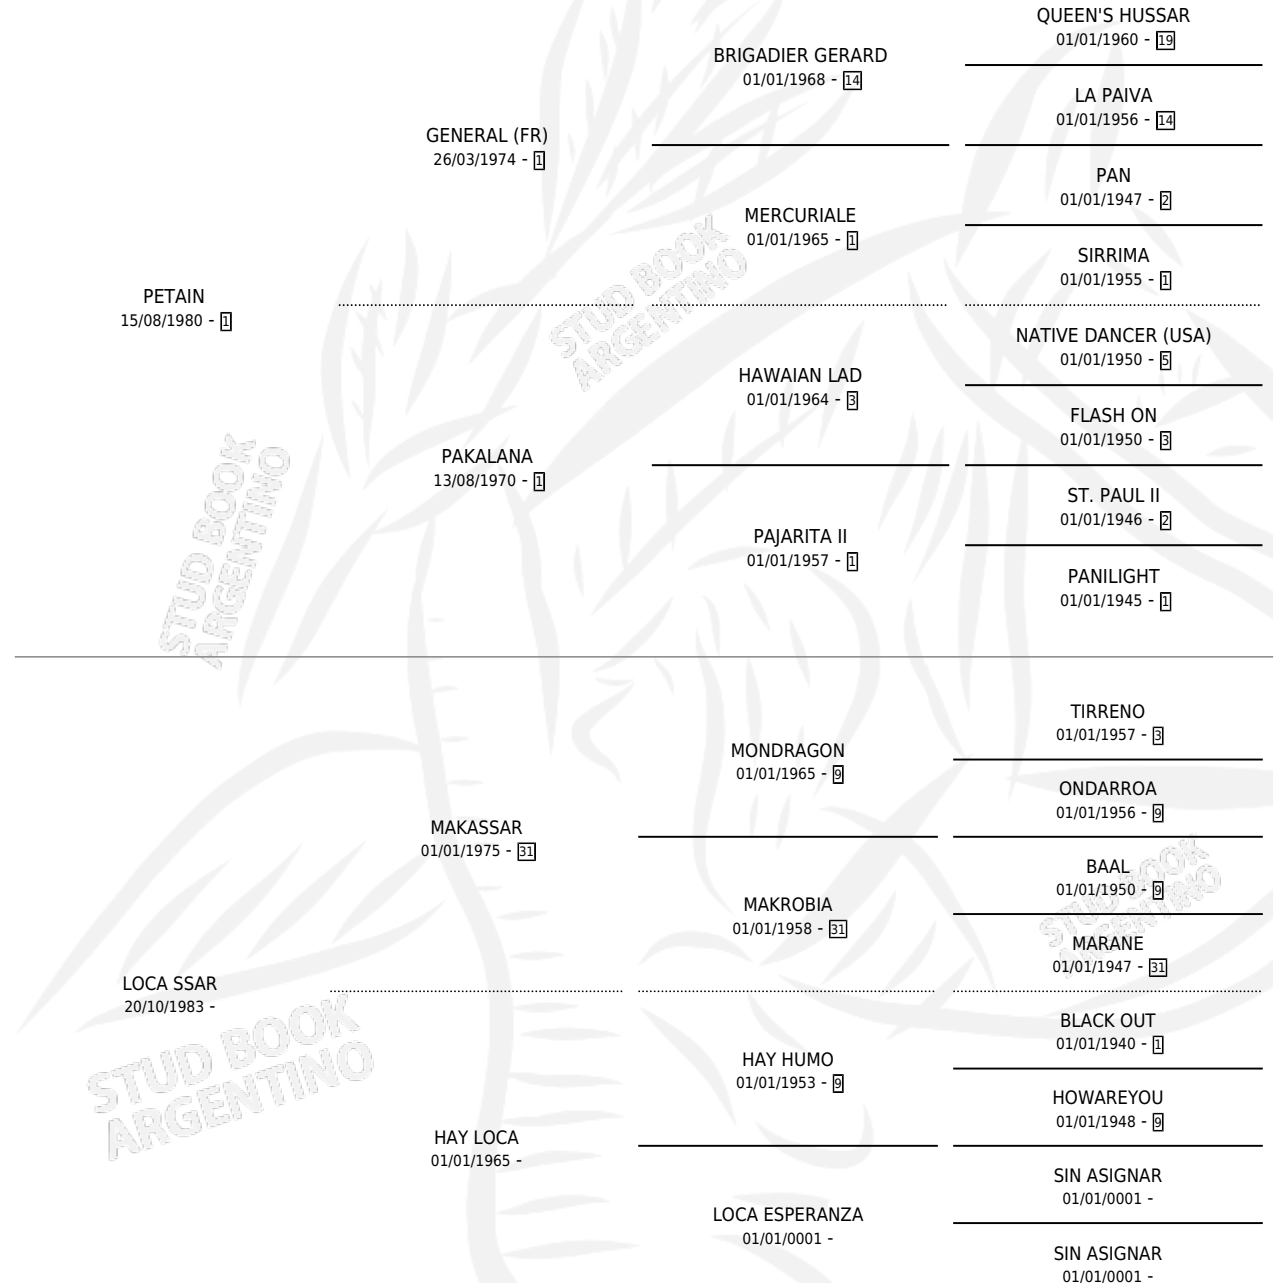 QUEEN'S HUSSAR
01/01/1960 - 19
BRIGADIER GERARD
01/01/1968 - 14
LA PAIVA
01/01/1956 - 14
GENERAL (FR)
26/03/1974 - 1
PAN
01/01/1947 - 2
MERCURIALE
01/01/1965 - 1
SIRRIMA
01/01/1955 - 1
PETAIN
15/08/1980 - 1
NATIVE DANCER (USA)
01/01/1950 - 5
HAWAIAN LAD
01/01/1964 - 3
FLASH ON
01/01/1950 - 3
PAKALANA
13/08/1970 - 1
ST. PAUL II
01/01/1946 - 2
PAJARITA II
01/01/1957 - 1
PANILIGHT
01/01/1945 - 1
TIRRENO
01/01/1957 - 3
MONDRAGON
01/01/1965 - 9
ONDARROA
01/01/1956 - 9
MAKASSAR
01/01/1975 - 31
BAAL
01/01/1950 - 9
MAKROBIA
01/01/1958 - 31
MARANE
01/01/1947 - 31
LOCA SSAR
20/10/1983 -
BLACK OUT
01/01/1940 - 1
HAY HUMO
01/01/1953 - 9
HOWAREYOU
01/01/1948 - 9
HAY LOCA
01/01/1965 -
SIN ASIGNAR
01/01/0001 -
LOCA ESPERANZA
01/01/0001 -
SIN ASIGNAR
01/01/0001 -
STUD BOOK
ARGENTINO
STUD BOOK
ARGENTINO
STUD BOOK
ARGENTINO
STUD BOOK
ARGENTINO